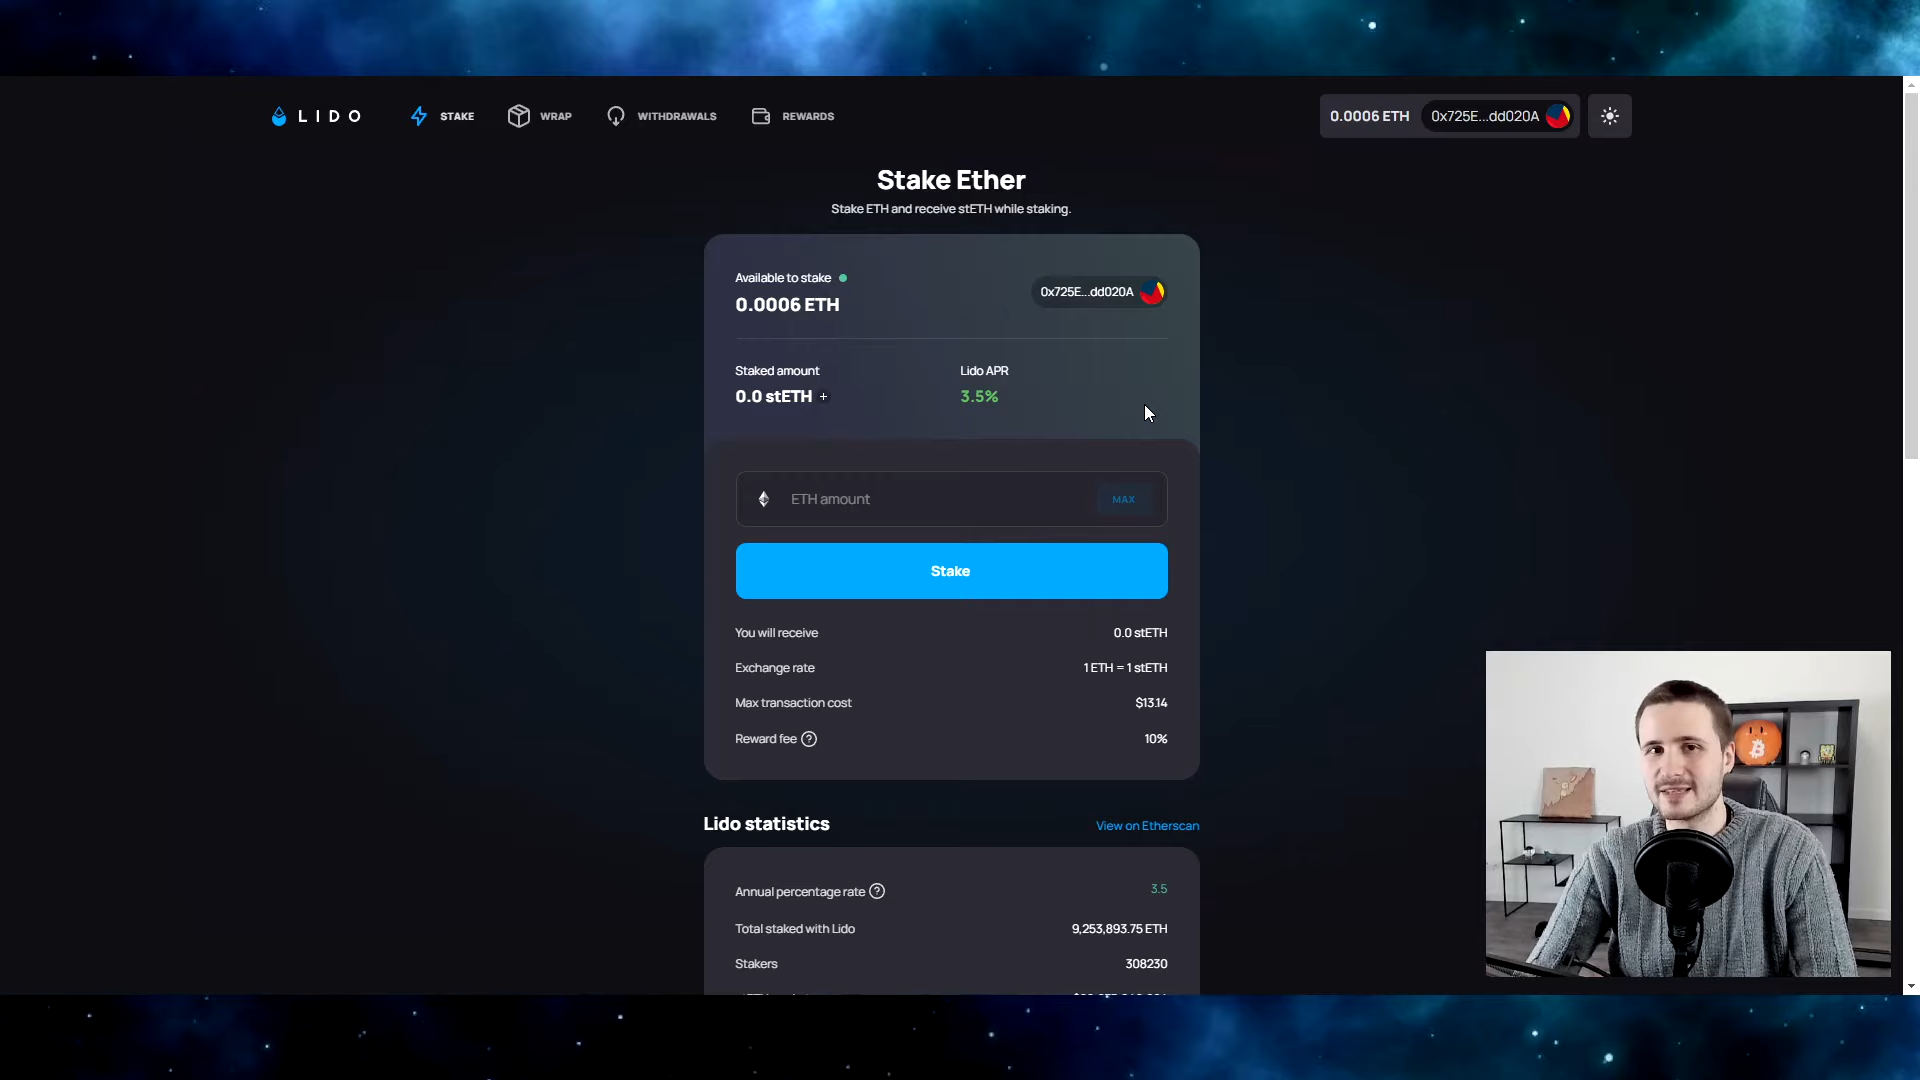 LIDO
STAKE
WRAP
WITHDRAWALS
REWARDS
0.0006 ETH
0x725E...dd020A
Stake Ether
Stake ETH and receive stETH while staking.
Available to stake
0.0006 ETH
0x725E...dd020A
Staked amount
0.0 stETH +
Lido APR
3.5%
ETH amount
MAX
Stake
You will receive
0.0 stETH
Exchange rate
1 ETH = 1 stETH
Max transaction cost
$13.14
Reward fee ?
10%
Lido statistics
View on Etherscan
Annual percentage rate ?
3.5
Total staked with Lido
9,253,893.75 ETH
Stakers
308230